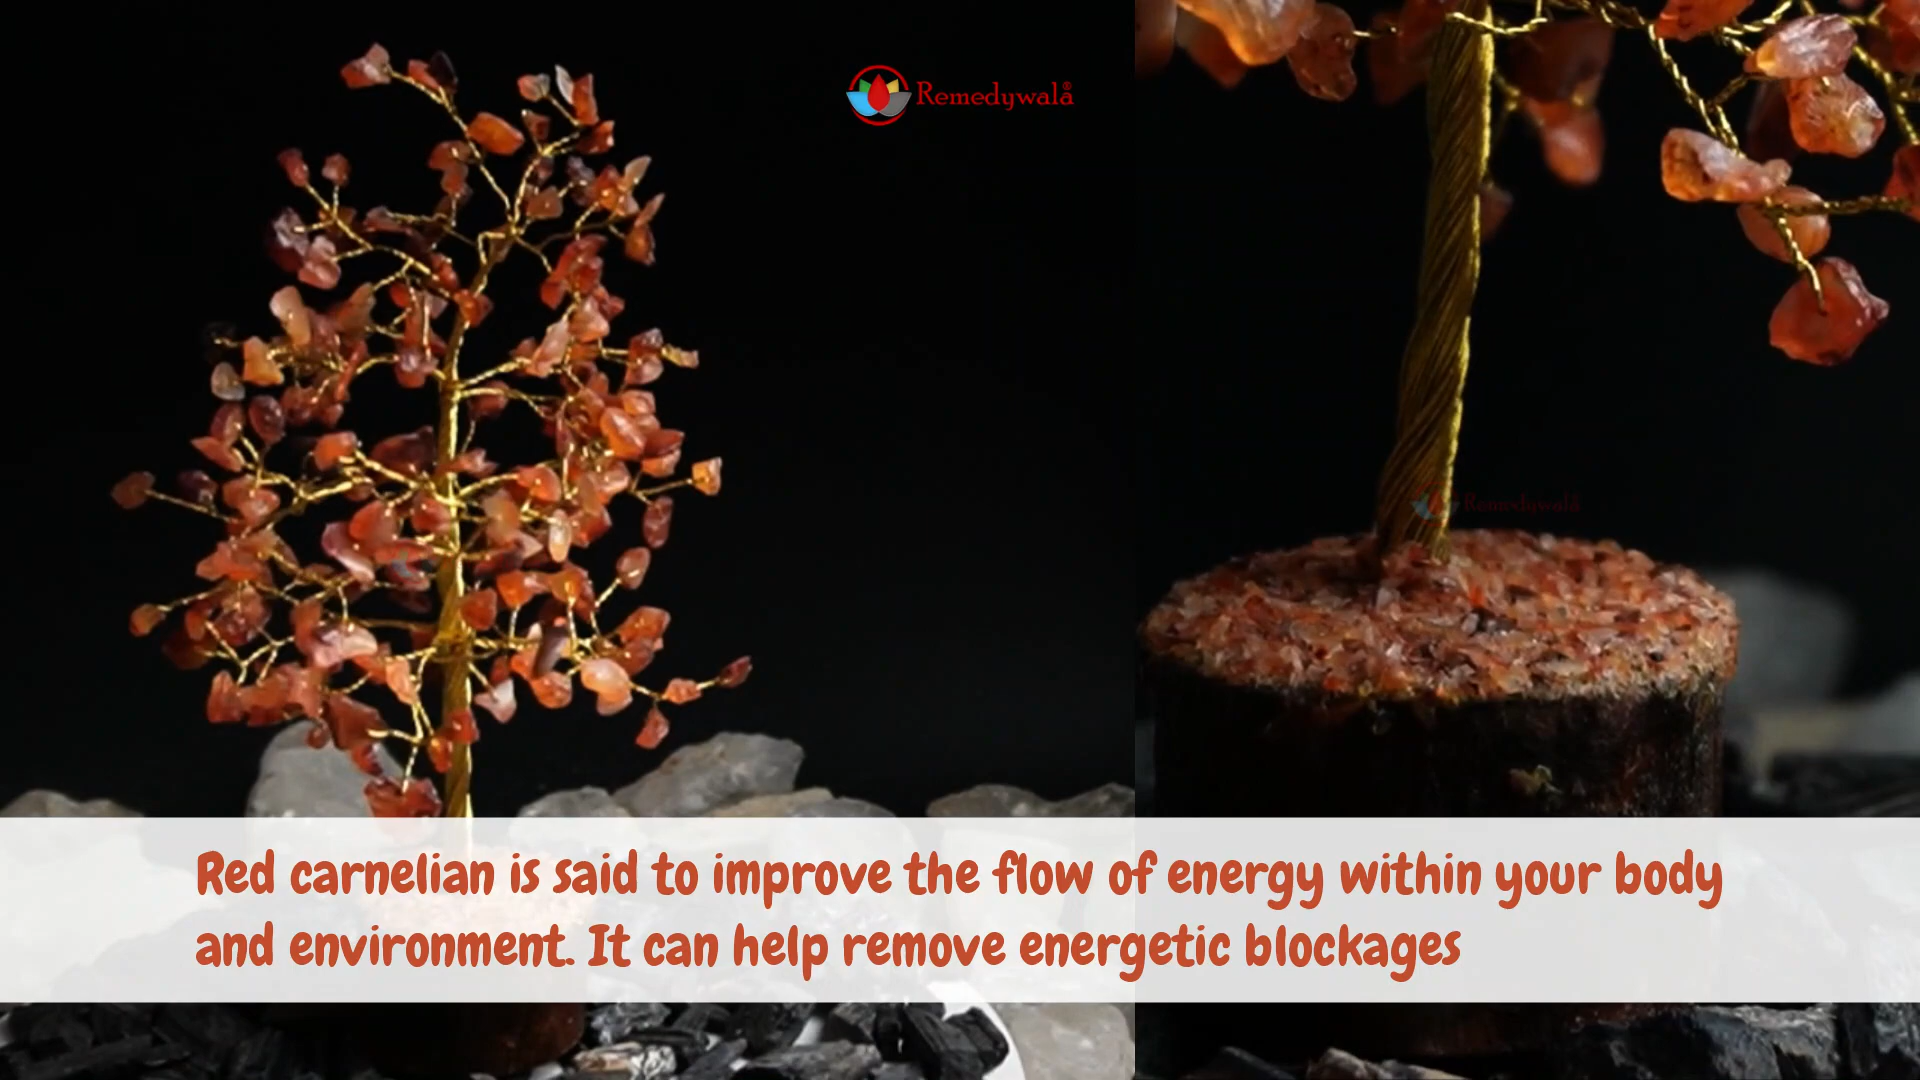 Remedywala®
Remedywala
Red carnelian is said to improve the flow of energy within your body
and environment. It can help remove energetic blockages